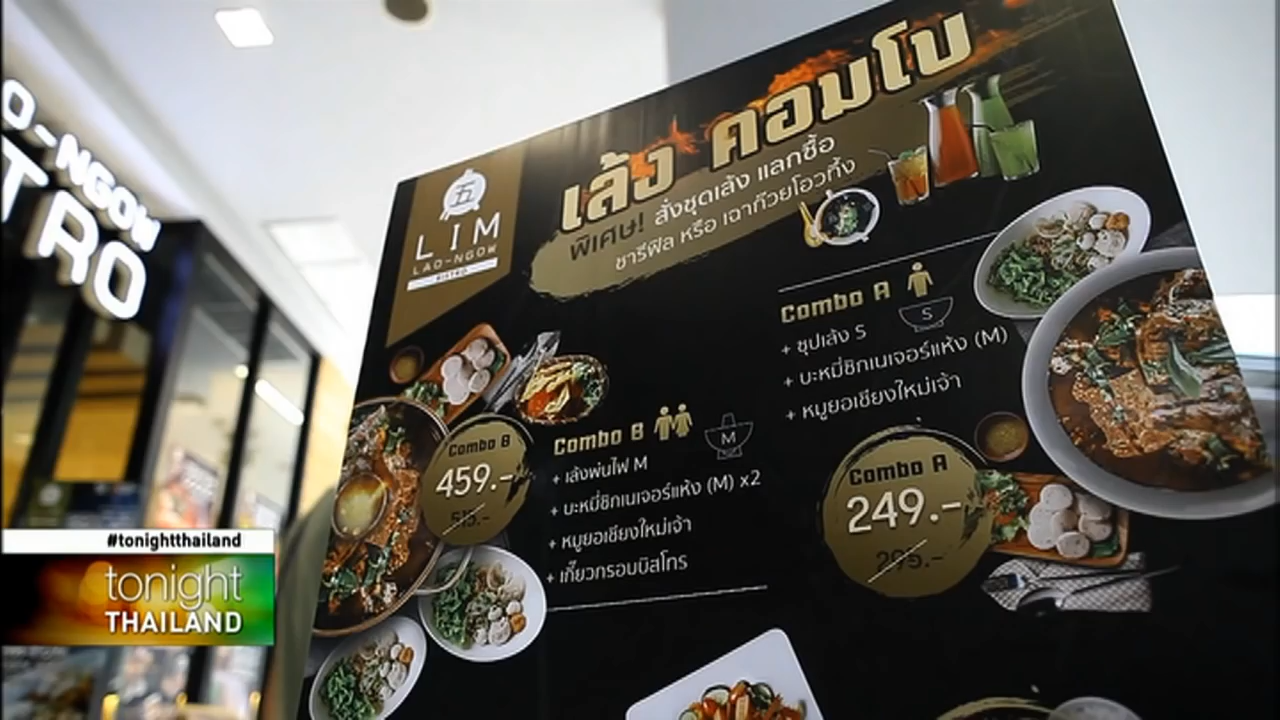 O-NGOW
TRO
五
LIM
LAO-NGOW
BISTRO
เล้ง คอมโบ
พิเศษ! สั่งชุดเล้ง แลกซื้อ
ชารีฟิล หรือ เฉาก๊วยโอวทึ้ง
Combo A
S
+ ซุปเล้ง S
+ บะหมี่ซิกเนเจอร์แห้ง (M)
+ หมูยอเชียงใหม่เจ้า
Combo A
249.-
299.-
Combo B
M
+ เล้งพ่นไฟ M
+ บะหมี่ซิกเนเจอร์แห้ง (M) x2
+ หมูยอเชียงใหม่เจ้า
+ เกี๊ยวกรอบบิสโทร
Combo B
459.-
#tonightthailand
tonight
THAILAND